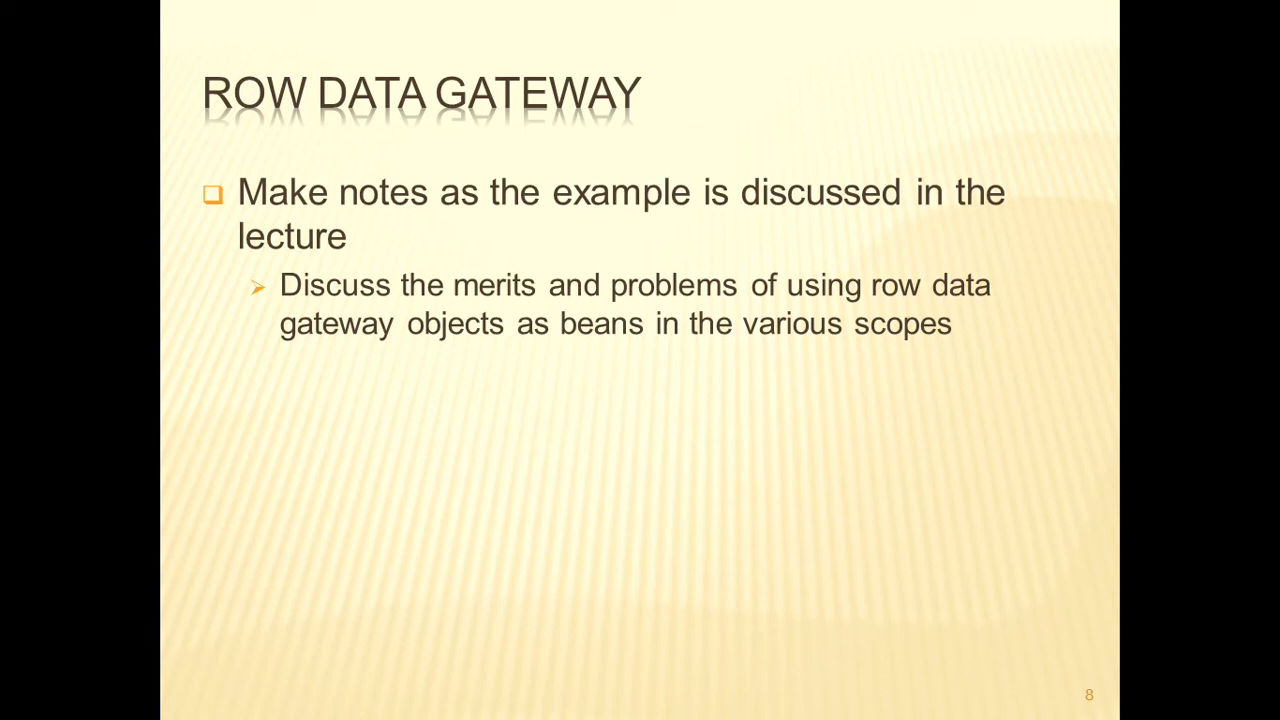 ROW DATA GATEWAY
Make notes as the example is discussed in the
lecture
Discuss the merits and problems of using row data
gateway objects as beans in the various scopes
8